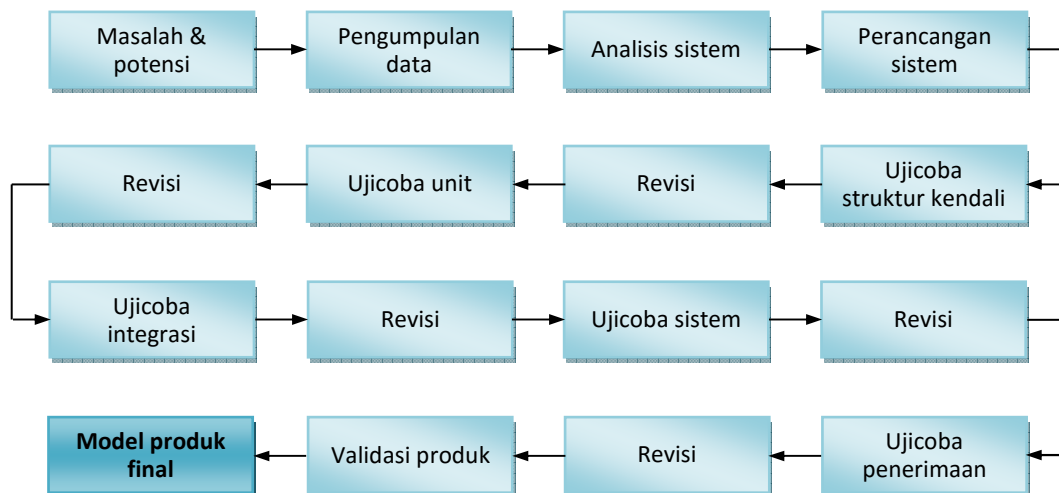 Masalah &
potensi
Pengumpulan
data
Analisis sistem
Perancangan
sistem
Revisi
Ujicoba unit
Revisi
Ujicoba
struktur kendali
Ujicoba
integrasi
Revisi
Ujicoba sistem
Revisi
Model produk
final
Validasi produk
Revisi
Ujicoba
penerimaan